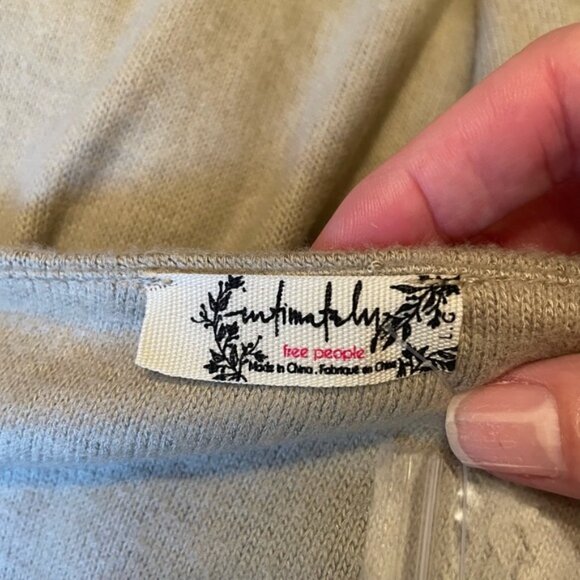 intimately
free people
Made in China . Fabriqué en Chine